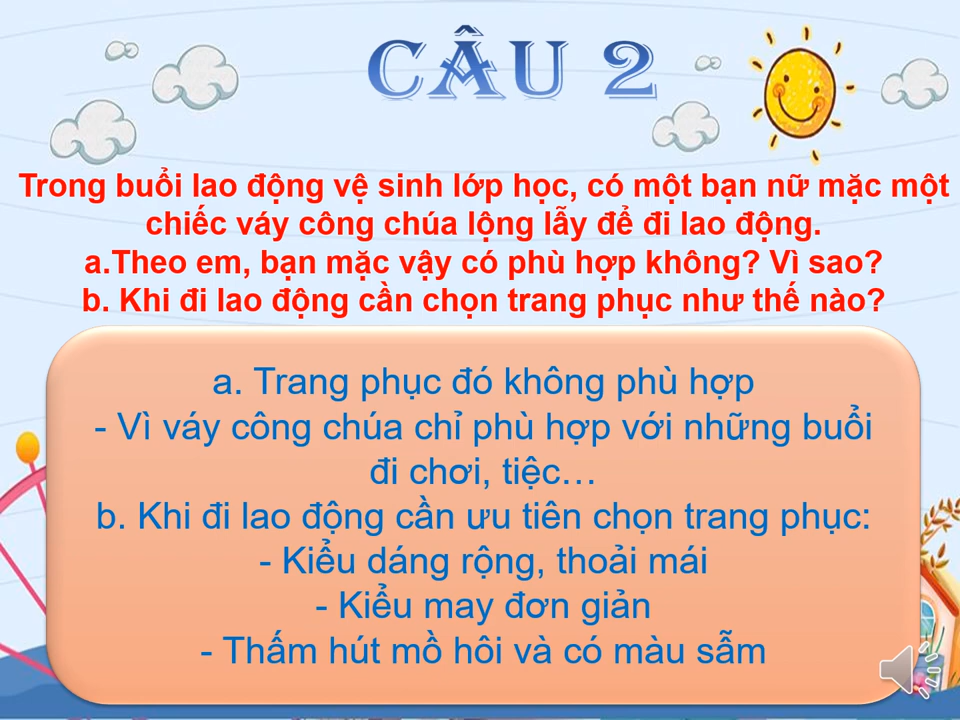 CÂU 2
Trong buổi lao động vệ sinh lớp học, có một bạn nữ mặc một
chiếc váy công chúa lộng lẫy để đi lao động.
a.Theo em, bạn mặc vậy có phù hợp không? Vì sao?
b. Khi đi lao động cần chọn trang phục như thế nào?
a. Trang phục đó không phù hợp
- Vì váy công chúa chỉ phù hợp với những buổi
đi chơi, tiệc…
b. Khi đi lao động cần ưu tiên chọn trang phục:
- Kiểu dáng rộng, thoải mái
- Kiểu may đơn giản
- Thấm hút mồ hôi và có màu sẫm